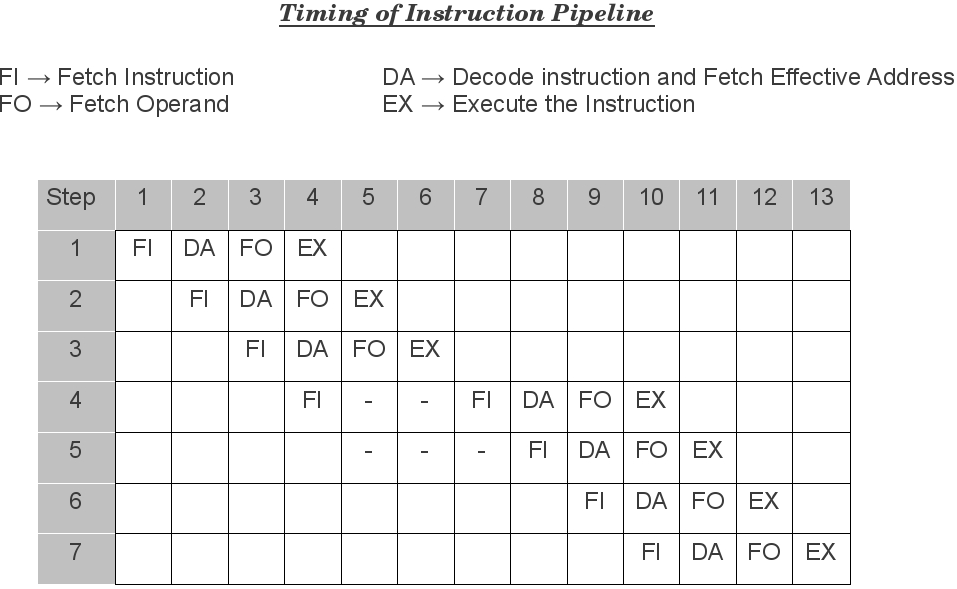 Timing of Instruction Pipeline
FI → Fetch Instruction DA → Decode instruction and Fetch Effective Address
FO → Fetch Operand EX → Execute the Instruction
Step 1 2 3 4 5 6 7 8 9 10 11 12 13
1 FI DA FO EX
2 FI DA FO EX
3 FI DA FO EX
4 FI - - FI DA FO EX
5 - - - FI DA FO EX
6 FI DA FO EX
7 FI DA FO EX